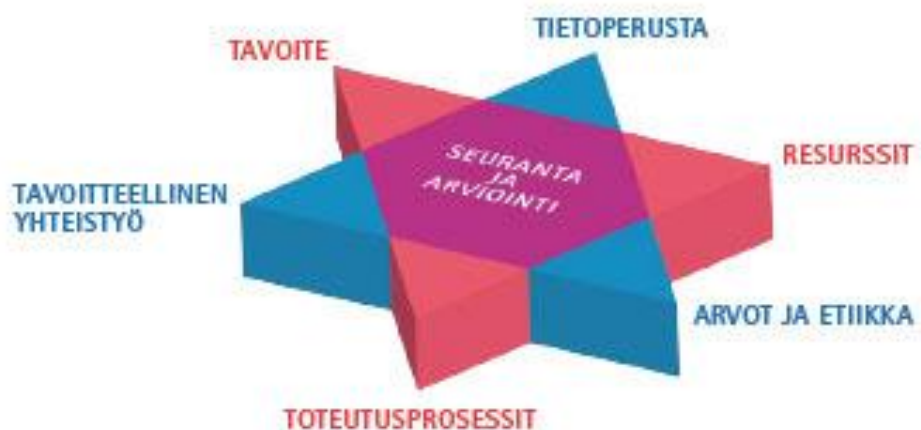 TIETOPERUSTA
TAVOITE
SEURANTA
JA
ARVIOINTI
RESURSSIT
TAVOITTEELLINEN
YHTEISTYÖ
ARVOT JA ETIIKKA
TOTEUTUSPROSESSIT